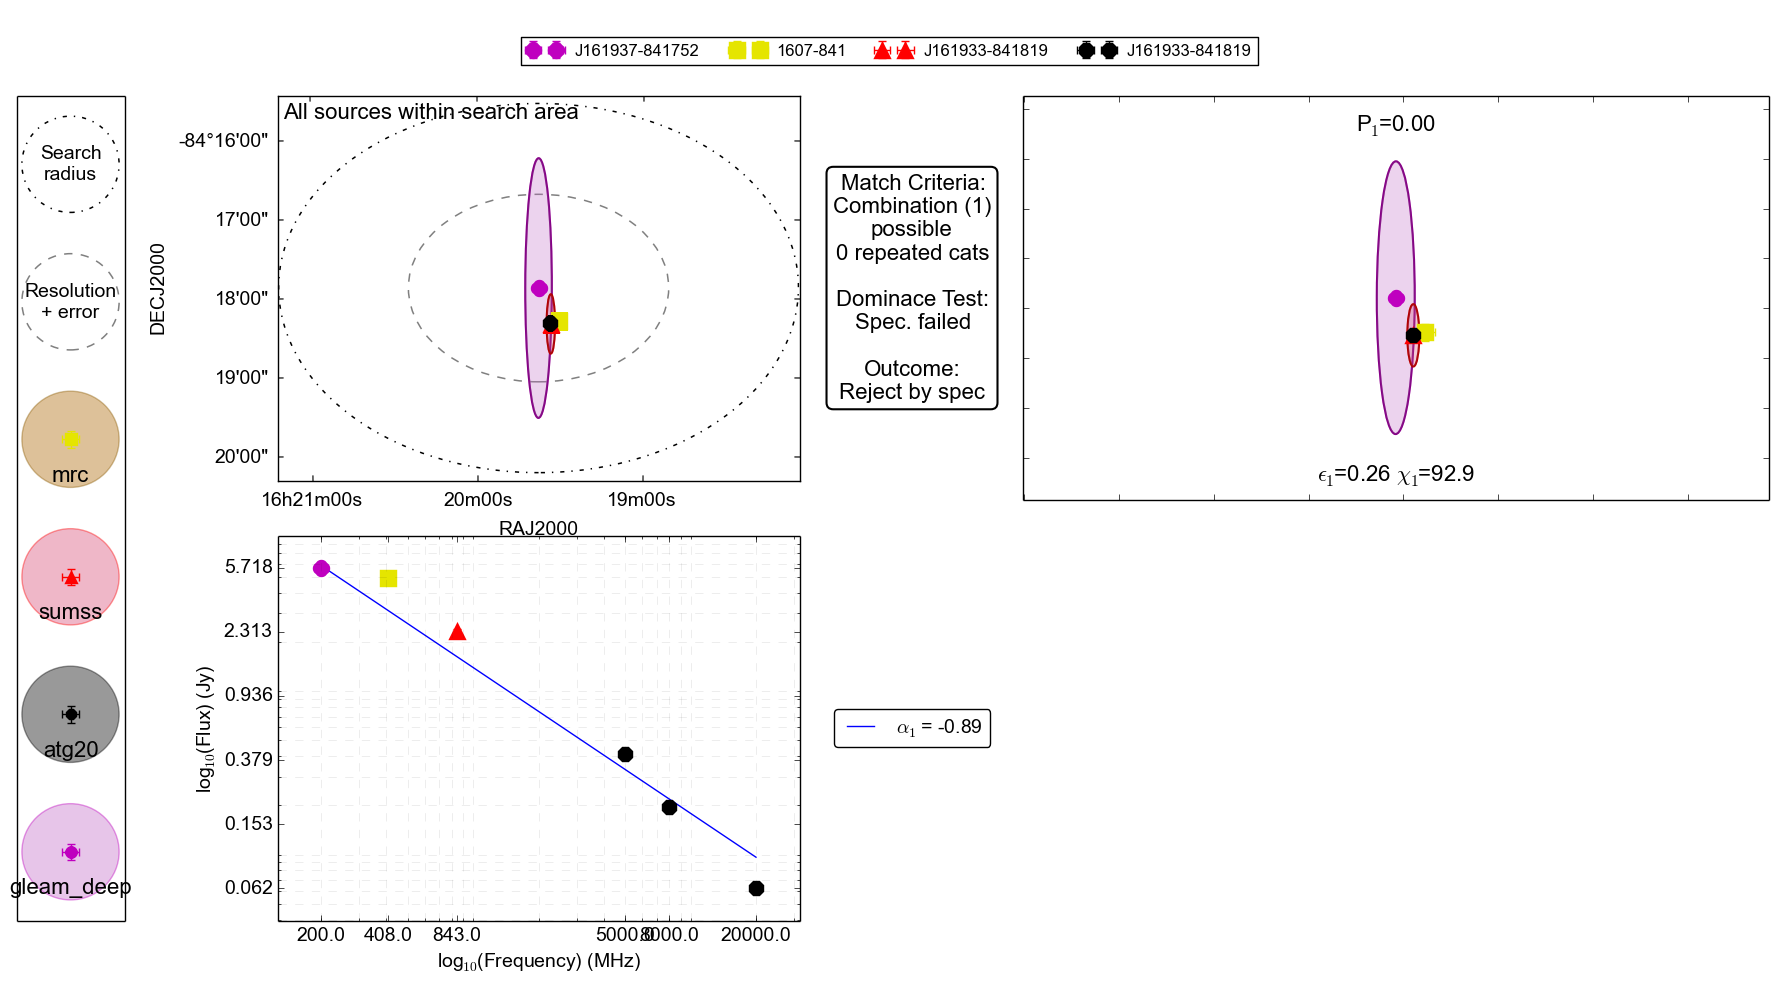 J161937-841752 1607-841 J161933-841819 J161933-841819
Search
radius
Resolution
+ error
mrc
sumss
atg20
gleam_deep
All sources within search area
DECJ2000
-84°16'00"
17'00"
18'00"
19'00"
20'00"
16h21m00s 20m00s 19m00s
RAJ2000
Match Criteria:
Combination (1)
possible
0 repeated cats
Dominace Test:
Spec. failed
Outcome:
Reject by spec
P₁=0.00
ϵ₁=0.26 χ₁=92.9
log₁₀(Flux) (Jy)
5.718
2.313
0.936
0.379
0.153
0.062
200.0 408.0 843.0 5000.0 8000.0 20000.0
log₁₀(Frequency) (MHz)
α₁ = -0.89